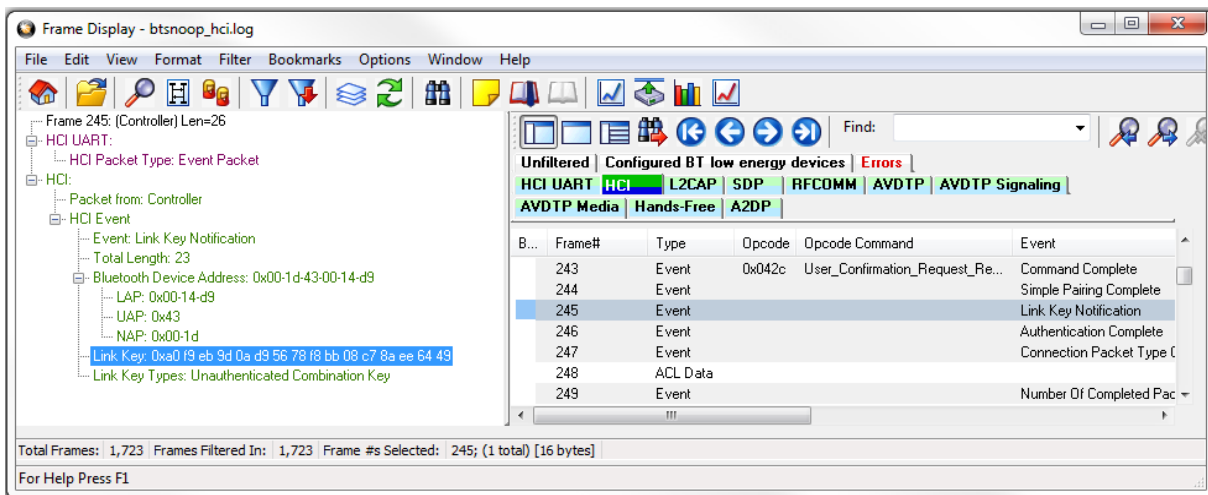 Frame Display - btsnoop_hci.log
File Edit View Format Filter Bookmarks Options Window Help
Frame 245: (Controller) Len=26
HCI UART:
HCI Packet Type: Event Packet
HCI:
Packet from: Controller
HCI Event
Event: Link Key Notification
Total Length: 23
Bluetooth Device Address: 0x00-1d-43-00-14-d9
LAP: 0x00-14-d9
UAP: 0x43
NAP: 0x00-1d
Link Key: 0xa0 f9 eb 9d 0a d9 56 78 f8 bb 08 c7 8a ee 64 49
Link Key Types: Unauthenticated Combination Key
Find:
Unfiltered Configured BT low energy devices Errors
HCI UART HCI L2CAP SDP RFCOMM AVDTP AVDTP Signaling
AVDTP Media Hands-Free A2DP
B... Frame# Type Opcode Opcode Command Event
243 Event 0x042c User_Confirmation_Request_Re... Command Complete
244 Event Simple Pairing Complete
245 Event Link Key Notification
246 Event Authentication Complete
247 Event Connection Packet Type C
248 ACL Data
249 Event Number Of Completed Pac
Total Frames: 1,723 Frames Filtered In: 1,723 Frame #s Selected: 245; (1 total) [16 bytes]
For Help Press F1